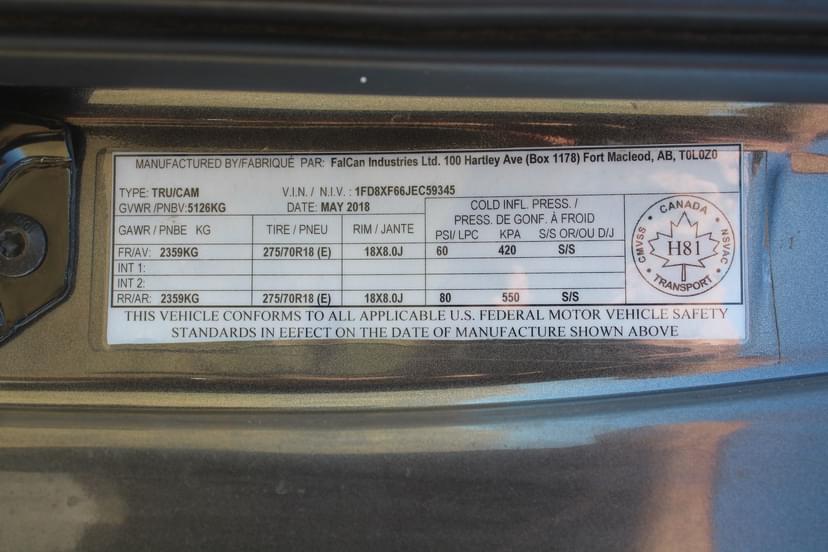 MANUFACTURED BY/FABRIQUÉ PAR: FalCan Industries Ltd. 100 Hartley Ave (Box 1178) Fort Macleod, AB, T0L0Z0
TYPE: TRU/CAM V.I.N. / N.I.V. : 1FD8XF66JEC59345
GVWR /PNBV:5126KG DATE: MAY 2018
COLD INFL. PRESS. /
PRESS. DE GONF. À FROID
GAWR / PNBE KG TIRE / PNEU RIM / JANTE PSI/ LPC KPA S/S OR/OU D/J
FR/AV: 2359KG 275/70R18 (E) 18X8.0J 60 420 S/S
INT 1:
INT 2:
RR/AR: 2359KG 275/70R18 (E) 18X8.0J 80 550 S/S
CANADA
CMVSS H81 NSVAC
TRANSPORT
THIS VEHICLE CONFORMS TO ALL APPLICABLE U.S. FEDERAL MOTOR VEHICLE SAFETY
STANDARDS IN EEFECT ON THE DATE OF MANUFACTURE SHOWN ABOVE